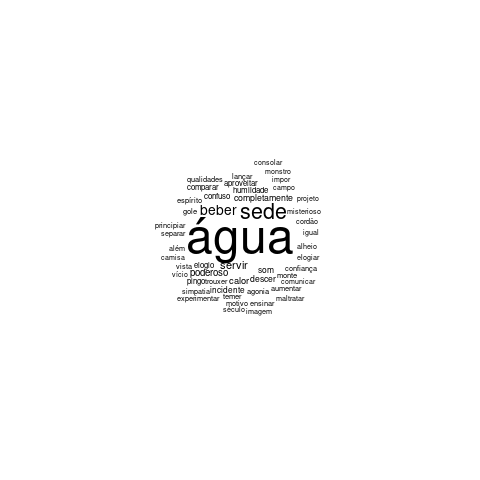 consolar
monstro
lançar
qualidades
impor
aproveitar
comparar
campo
humildade
confuso
completamente
projeto
espírito
beber
sede
misterioso
gole
cordão
principiar
água
igual
separar
além
alheio
camisa
elogiar
vista
elogio
servir
confiança
vício
poderoso
som
monte
pingo
trouxer
calor
descer
comunicar
simpatia
incidente
agonia
aumentar
experimentar
temer
maltratar
motivo
ensinar
século
imagem